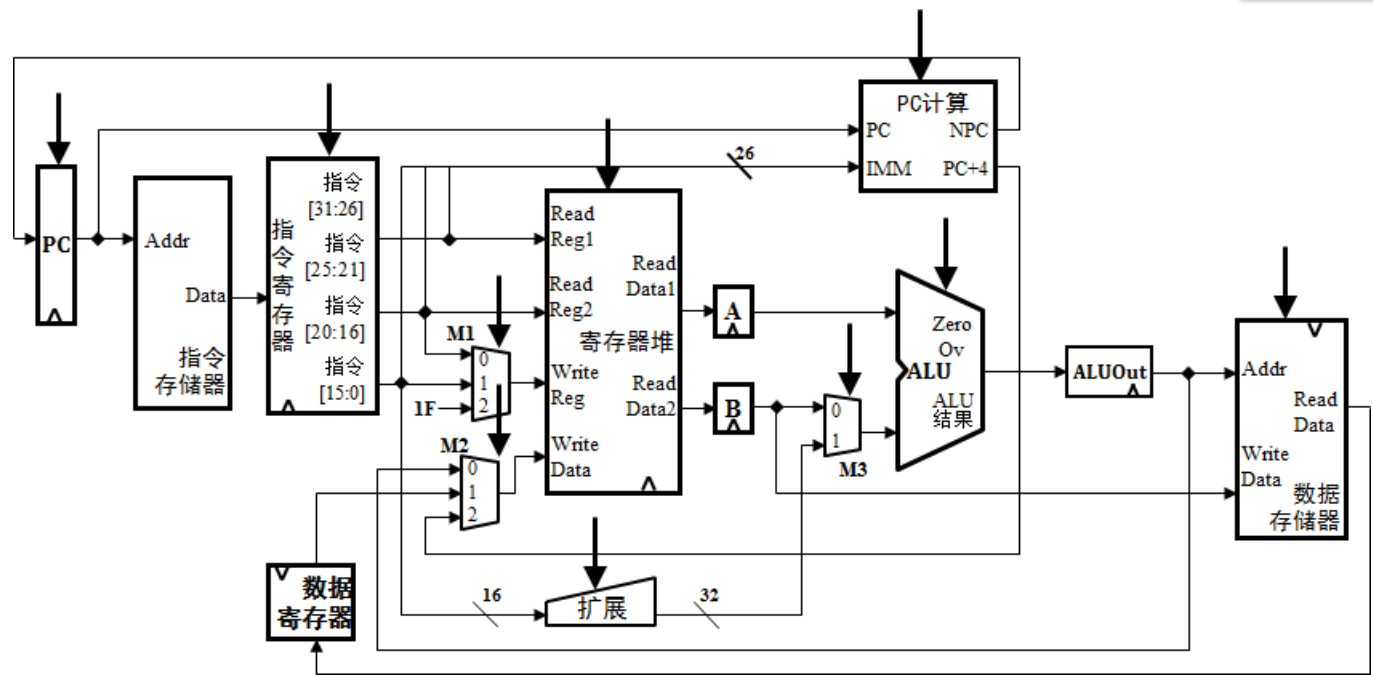 PC计算
PC NPC
IMM PC+4
26
PC
Addr
Data
指令
存储器
指令寄存器
指令
[31:26]
指令
[25:21]
指令
[20:16]
指令
[15:0]
M1
0
1
2
1F
M2
0
1
2
Read
Reg1
Read
Reg2
Write
Reg
Write
Data
Read
Data1
寄存器堆
Read
Data2
A
B
0
1
M3
Zero
Ov
ALU
ALU
结果
ALUOut
Addr
Read
Data
Write
Data
数据
存储器
数据
寄存器
16
扩展
32